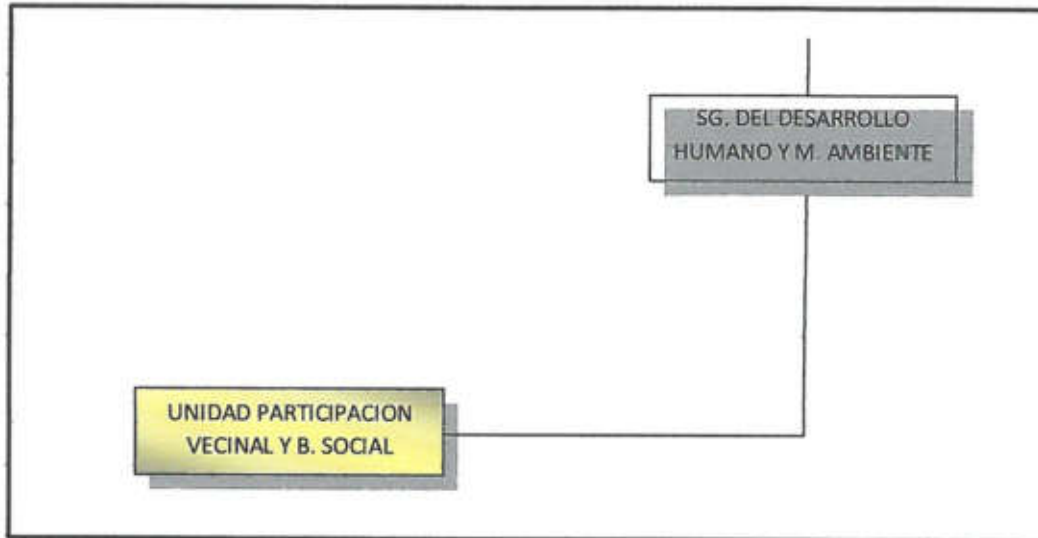 SG. DEL DESARROLLO
HUMANO Y M. AMBIENTE
UNIDAD PARTICIPACION
VECINAL Y B. SOCIAL